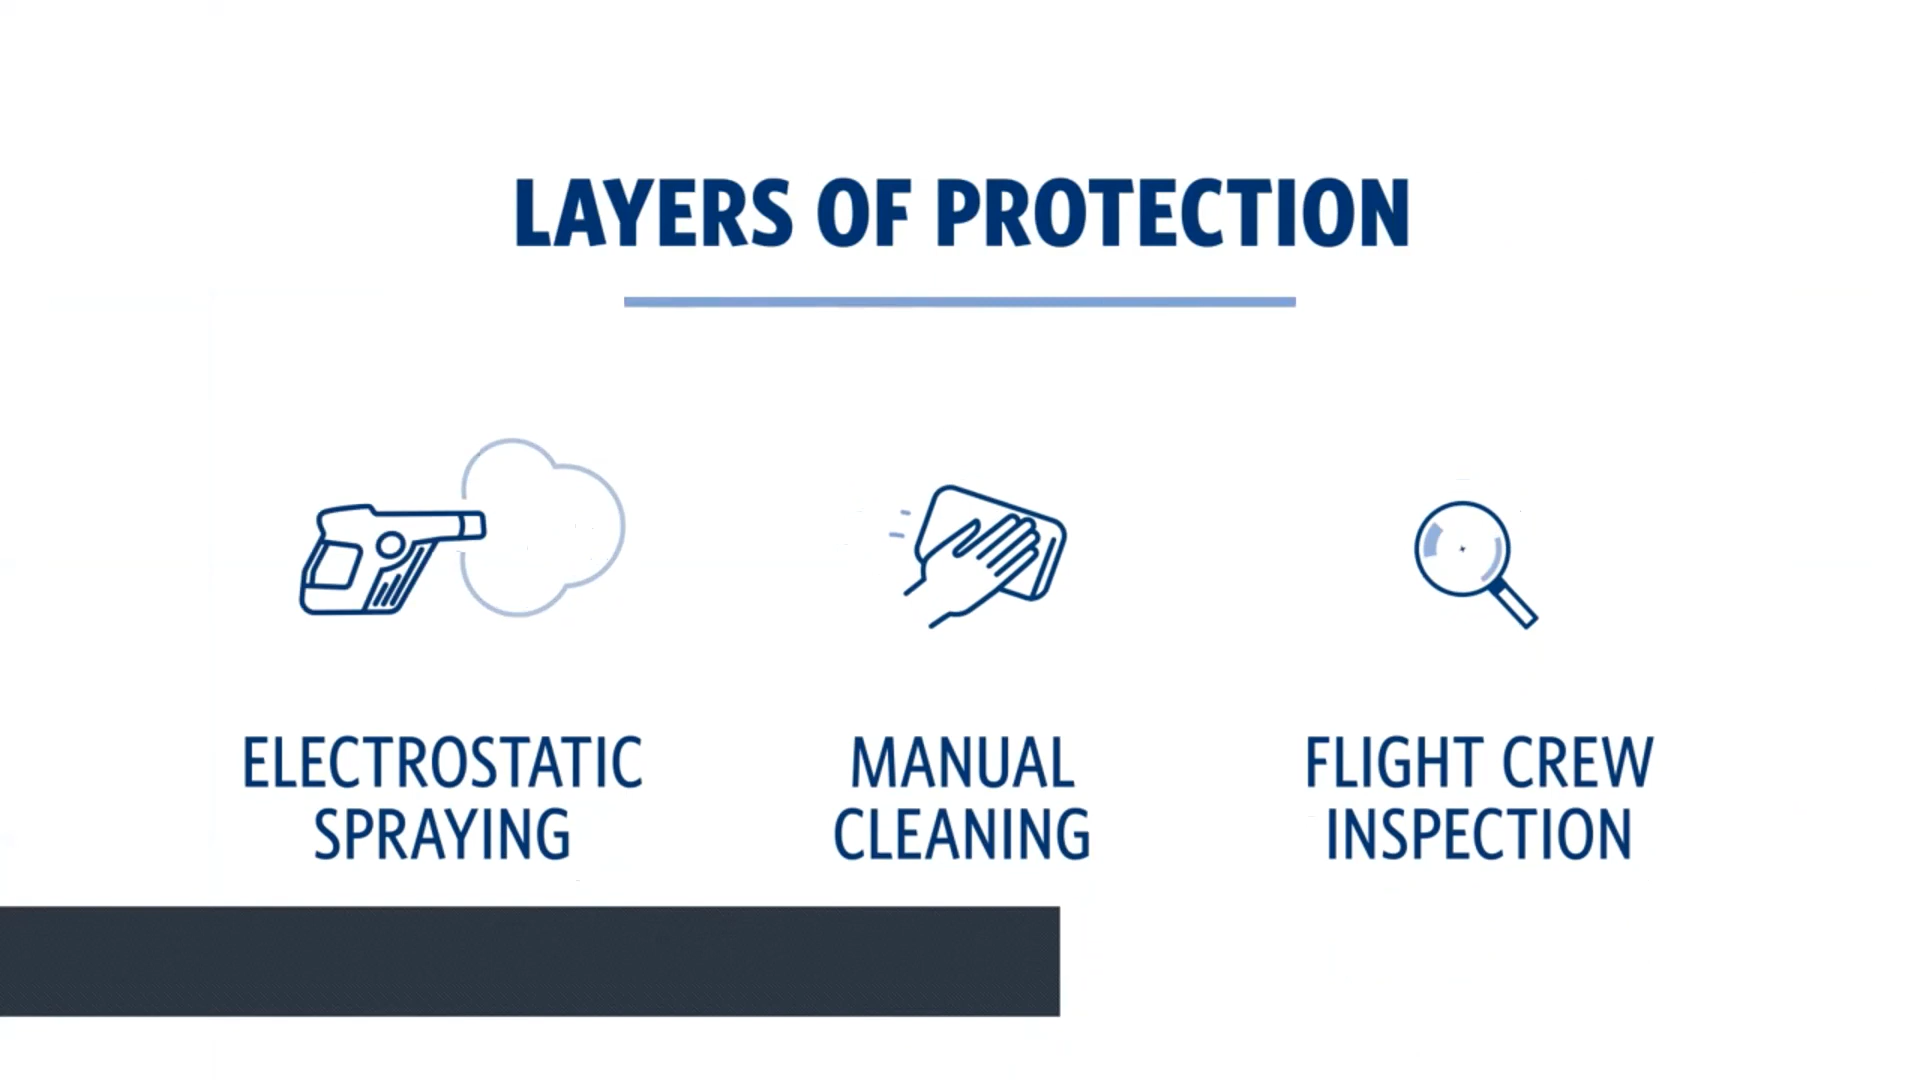 LAYERS OF PROTECTION
ELECTROSTATIC
SPRAYING
MANUAL
CLEANING
FLIGHT CREW
INSPECTION